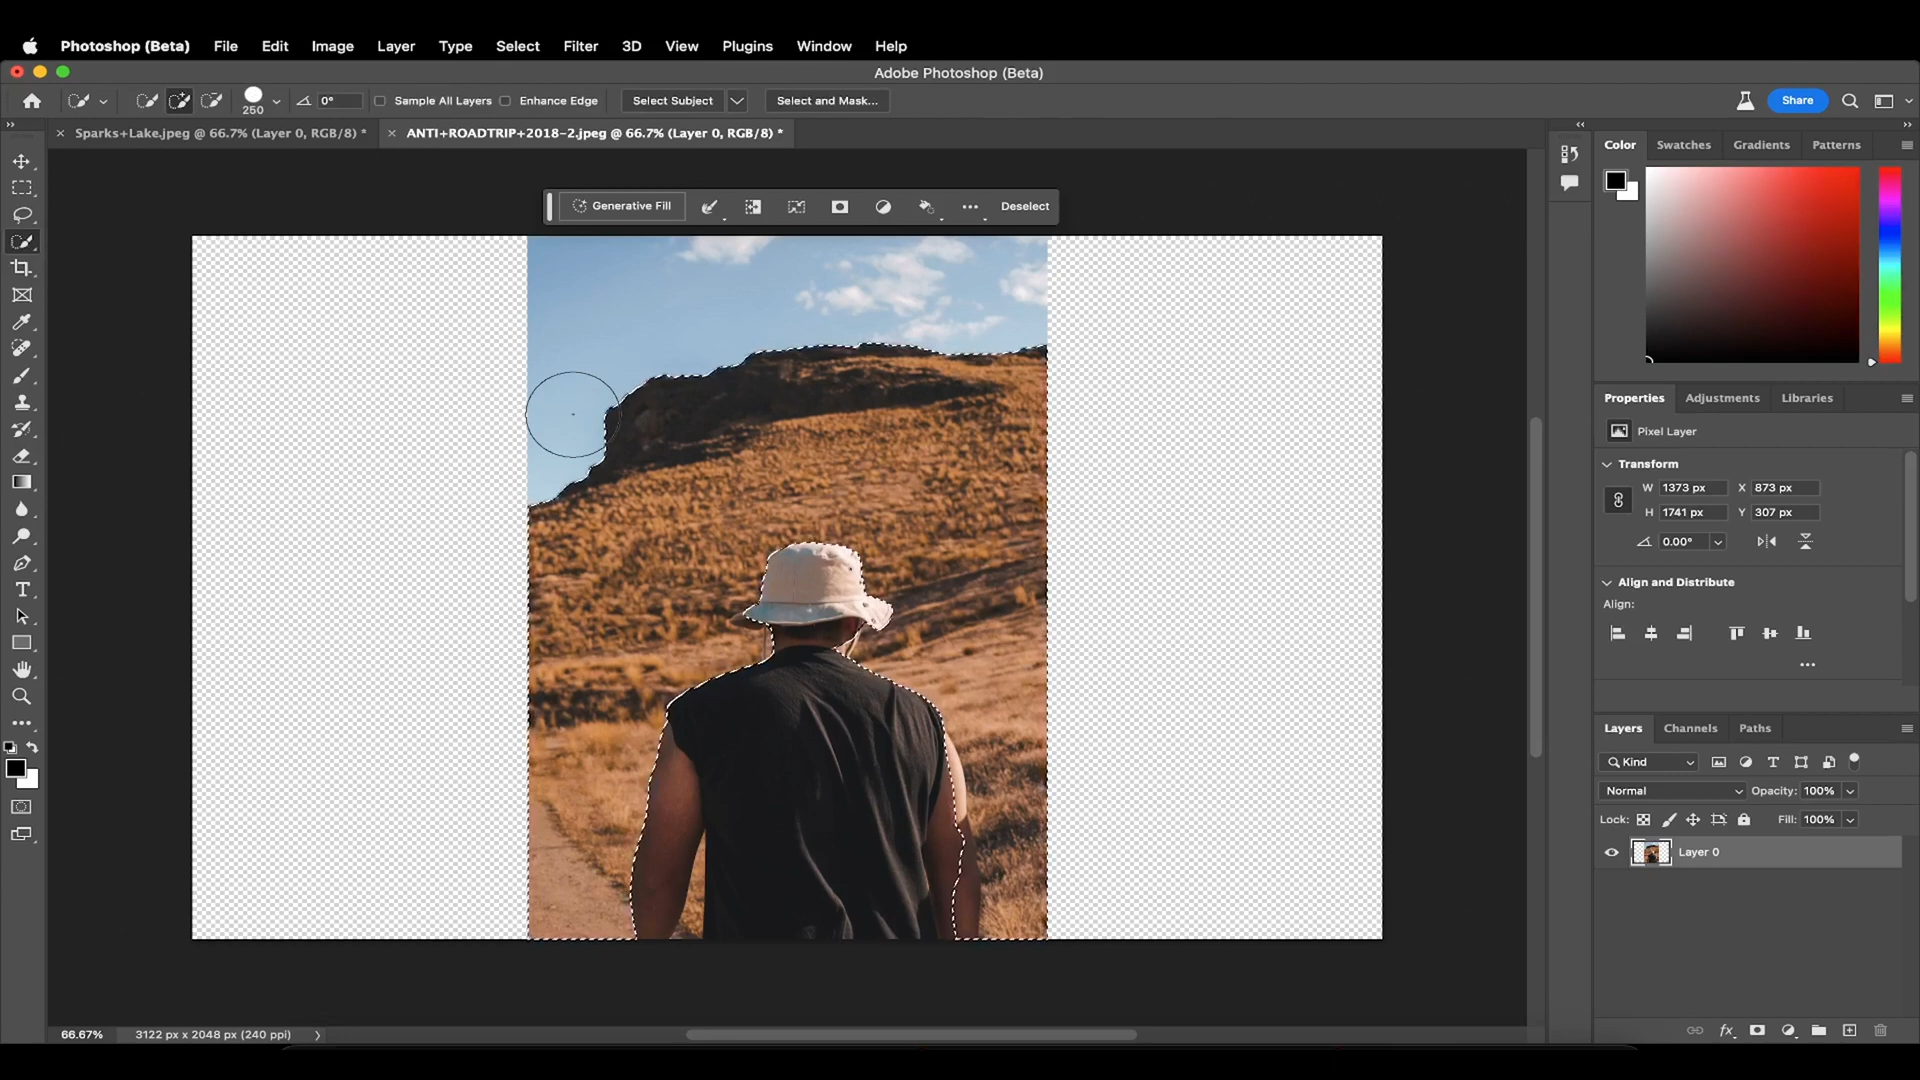 Photoshop (Beta) File Edit Image Layer Type Select Filter 3D View Plugins Window Help
Adobe Photoshop (Beta)
250 0° Sample All Layers Enhance Edge Select Subject Select and Mask... Share
Sparks+Lake.jpeg @ 66.7% (Layer 0, RGB/8) * ANTI+ROADTRIP+2018-2.jpeg @ 66.7% (Layer 0, RGB/8) *
Color Swatches Gradients Patterns
Generative Fill Deselect
Properties Adjustments Libraries
Pixel Layer
Transform
W 1373 px X 873 px
H 1741 px Y 307 px
0.00°
Align and Distribute
Align:
Layers Channels Paths
Kind
Normal Opacity: 100%
Lock: Fill: 100%
Layer 0
66.67% 3122 px x 2048 px (240 ppi)
fx